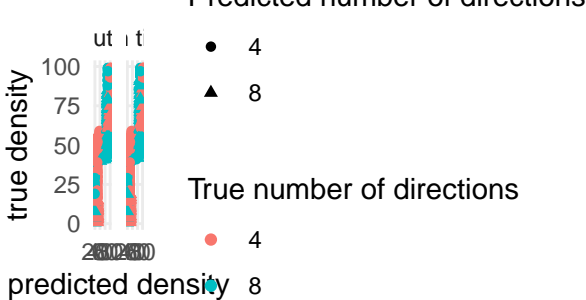 Predicted number of directions
4
8
True number of directions
4
8
true density
100
75
50
25
0
predicted density